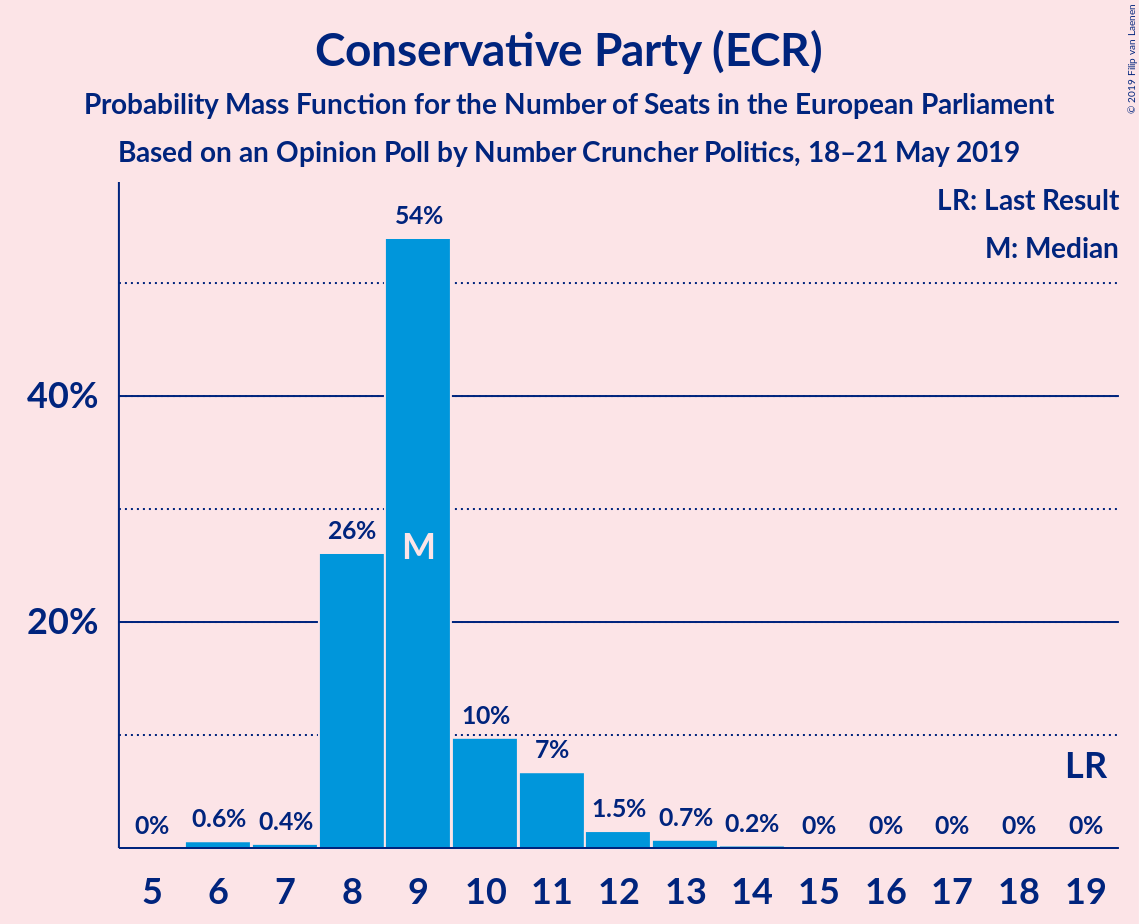 Conservative Party (ECR)
Probability Mass Function for the Number of Seats in the European Parliament
Based on an Opinion Poll by Number Cruncher Politics, 18–21 May 2019
© 2019 Filip van Laenen
LR: Last Result
M: Median
54%
40%
26%
M
20%
10%
7%
LR
0%
0.6%
0.4%
1.5%
0.7%
0.2%
0%
0%
0%
0%
0%
5 6 7 8 9 10 11 12 13 14 15 16 17 18 19